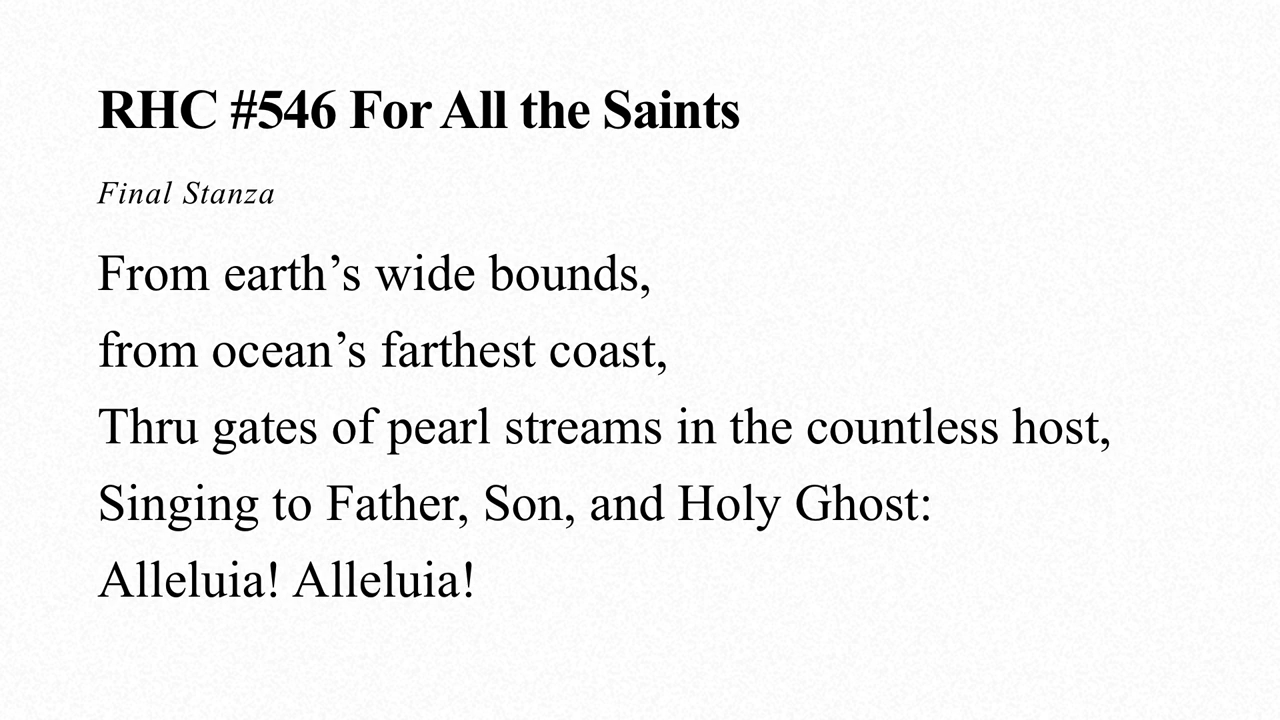 RHC #546 For All the Saints
Final Stanza
From earth’s wide bounds,
from ocean’s farthest coast,
Thru gates of pearl streams in the countless host,
Singing to Father, Son, and Holy Ghost:
Alleluia! Alleluia!